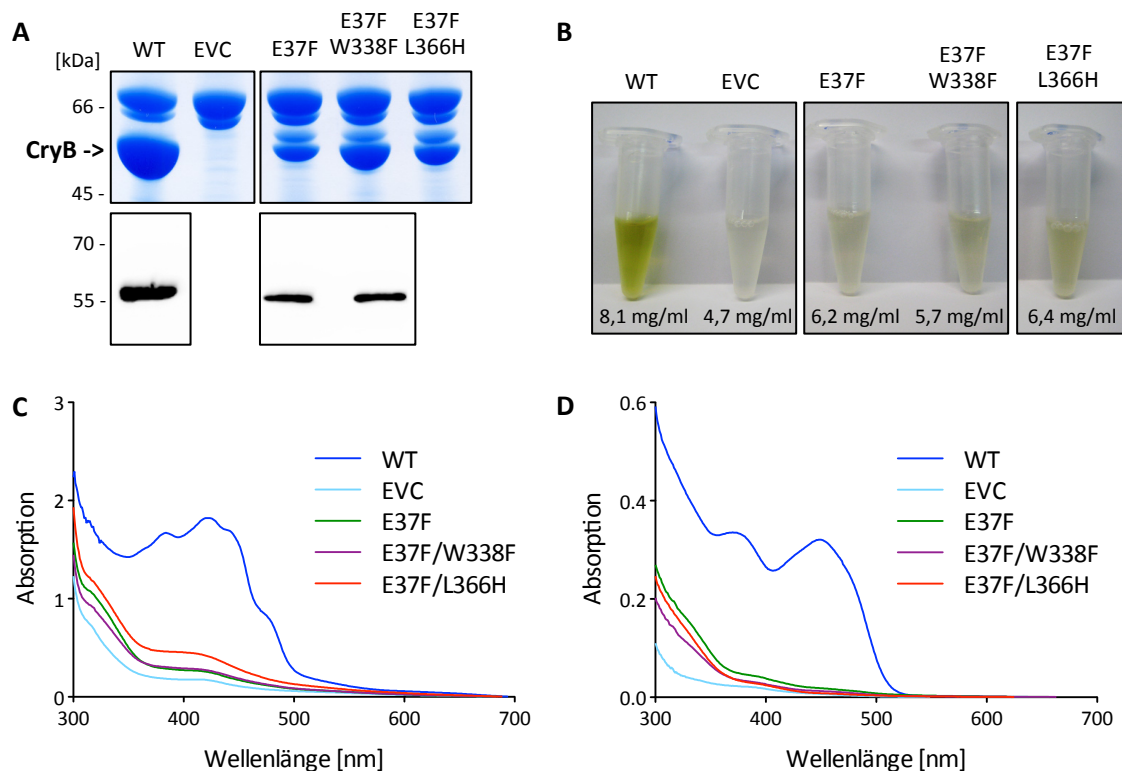 A
[kDa]
WT
EVC
E37F
E37F
W338F
E37F
L366H
66 -
CryB ->
45 -
70 -
55 -
B
WT
EVC
E37F
E37F
W338F
E37F
L366H
8,1 mg/ml
4,7 mg/ml
6,2 mg/ml
5,7 mg/ml
6,4 mg/ml
C
Absorption
3
2
1
0
300
400
500
600
700
Wellenlänge [nm]
WT
EVC
E37F
E37F/W338F
E37F/L366H
D
Absorption
0.6
0.4
0.2
0.0
300
400
500
600
700
Wellenlänge [nm]
WT
EVC
E37F
E37F/W338F
E37F/L366H